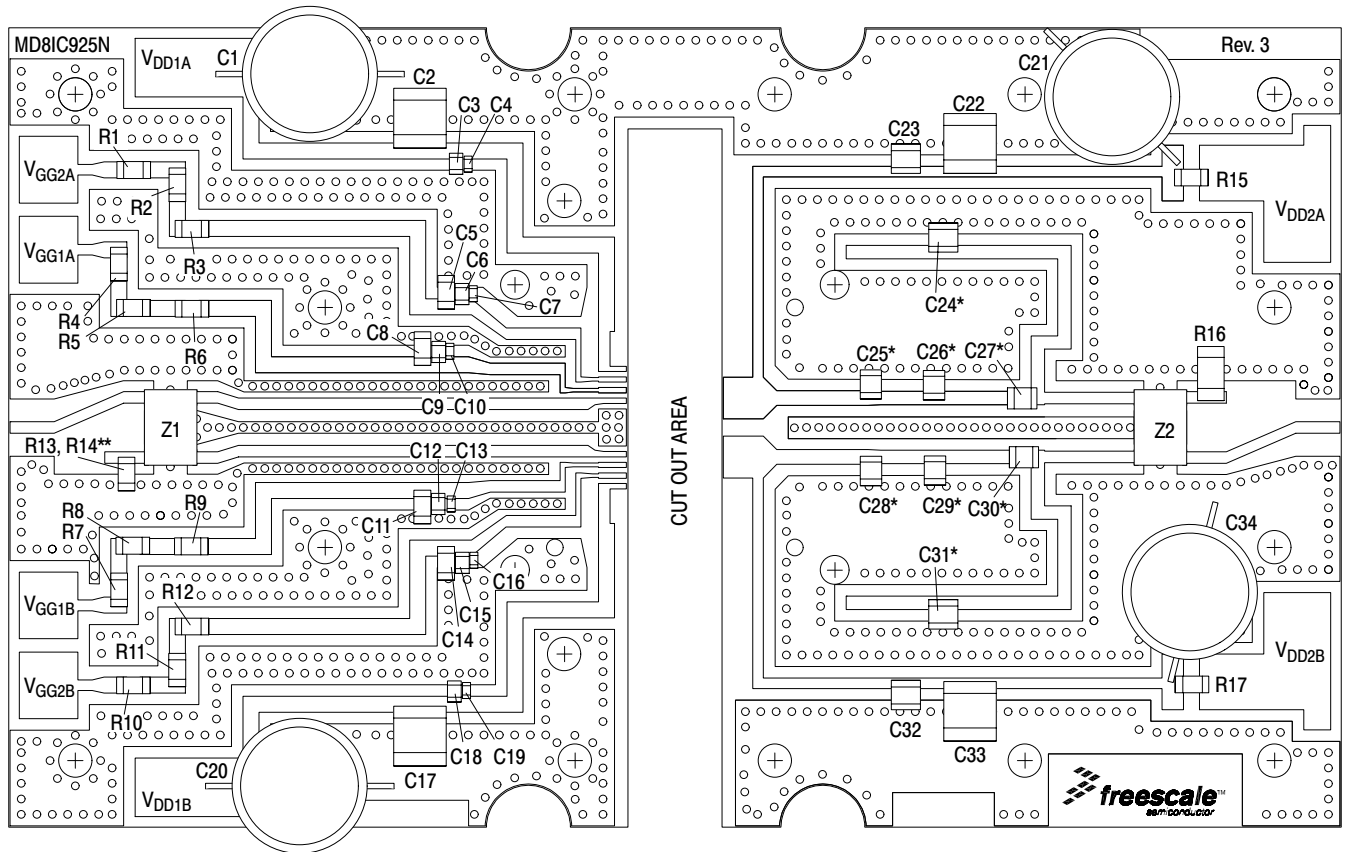 MD8IC925N
Rev. 3
VDD1A
C1
C2
C3 C4
C21
C22
C23
R1
VGG2A
R2
R3
R15
VDD2A
VGG1A
C5
C6
C7
C24*
R4
R5
R6
C8
C9 C10
C25* C26* C27*
R16
Z1
CUT OUT AREA
Z2
R13, R14**
C12 C13
C11
C28* C29* C30*
R8
R7
R9
C34
C16
C15
C14
C31*
VGG1B
R12
R11
VGG2B
R10
VDD2B
R17
C18 C19
C17
C20
C32
C33
VDD1B
freescale™
semiconductor